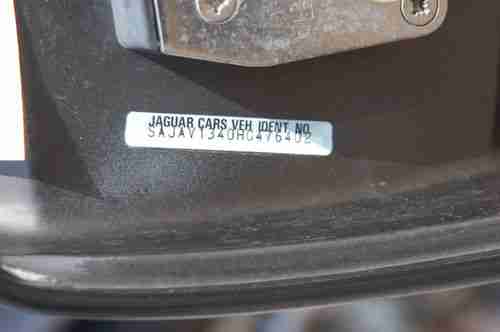 JAGUAR CARS VEH IDENT. NO.
SAJAV1340HC476402